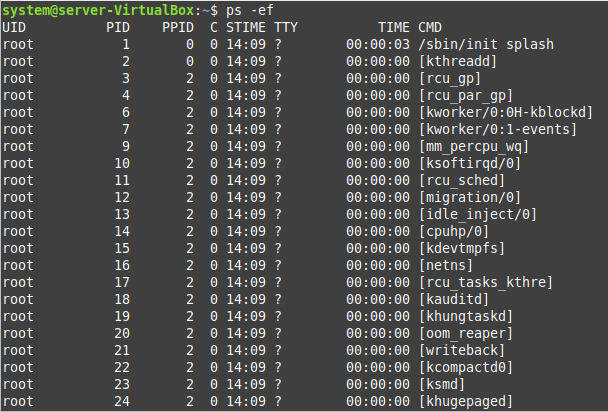 system@server-VirtualBox:~$ ps -ef
UID          PID    PPID  C STIME TTY          TIME CMD
root           1       0  0 14:09 ?        00:00:03 /sbin/init splash
root           2       0  0 14:09 ?        00:00:00 [kthreadd]
root           3       2  0 14:09 ?        00:00:00 [rcu_gp]
root           4       2  0 14:09 ?        00:00:00 [rcu_par_gp]
root           6       2  0 14:09 ?        00:00:00 [kworker/0:0H-kblockd]
root           7       2  0 14:09 ?        00:00:00 [kworker/0:1-events]
root           9       2  0 14:09 ?        00:00:00 [mm_percpu_wq]
root          10       2  0 14:09 ?        00:00:00 [ksoftirqd/0]
root          11       2  0 14:09 ?        00:00:00 [rcu_sched]
root          12       2  0 14:09 ?        00:00:00 [migration/0]
root          13       2  0 14:09 ?        00:00:00 [idle_inject/0]
root          14       2  0 14:09 ?        00:00:00 [cpuhp/0]
root          15       2  0 14:09 ?        00:00:00 [kdevtmpfs]
root          16       2  0 14:09 ?        00:00:00 [netns]
root          17       2  0 14:09 ?        00:00:00 [rcu_tasks_kthre]
root          18       2  0 14:09 ?        00:00:00 [kauditd]
root          19       2  0 14:09 ?        00:00:00 [khungtaskd]
root          20       2  0 14:09 ?        00:00:00 [oom_reaper]
root          21       2  0 14:09 ?        00:00:00 [writeback]
root          22       2  0 14:09 ?        00:00:00 [kcompactd0]
root          23       2  0 14:09 ?        00:00:00 [ksmd]
root          24       2  0 14:09 ?        00:00:00 [khugepaged]